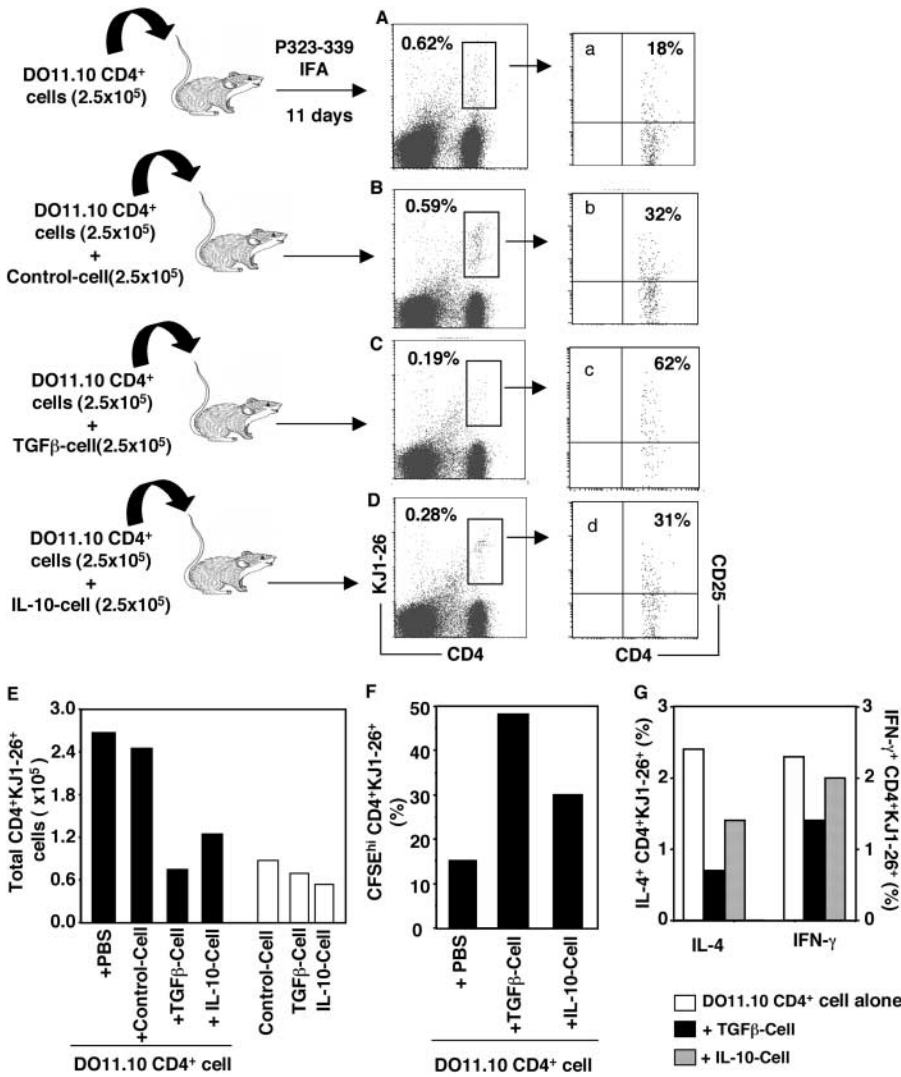 A
DO11.10 CD4⁺
cells (2.5x10⁵)
P323-339
IFA
11 days
0.62%
a
18%
B
DO11.10 CD4⁺
cells (2.5x10⁵)
+
Control-cell(2.5x10⁵)
0.59%
b
32%
C
DO11.10 CD4⁺
cells (2.5x10⁵)
+
TGFβ-cell(2.5x10⁵)
0.19%
c
62%
D
DO11.10 CD4⁺
cells (2.5x10⁵)
+
IL-10-cell (2.5x10⁵)
0.28%
d
31%
KJ1-26
CD4
CD25
CD4
E
Total CD4⁺KJ1-26⁺
cells ( x10⁵)
3.0
2.4
1.8
1.2
0.6
0.0
+PBS
+Control-Cell
+TGFβ-Cell
+ IL-10-Cell
Control-Cell
TGFβ-Cell
IL-10-Cell
DO11.10 CD4⁺ cell
F
CFSEʰⁱ CD4⁺KJ1-26⁺
(%)
50
40
30
20
10
0
+ PBS
+TGFβ-Cell
+IL-10-Cell
DO11.10 CD4⁺ cell
G
IL-4⁺ CD4⁺KJ1-26⁺ (%)
3
2
1
0
3
2
1
0
IFN-γ⁺ CD4⁺KJ1-26⁺ (%)
IL-4
IFN-γ
DO11.10 CD4⁺ cell alone
+ TGFβ-Cell
+ IL-10-Cell